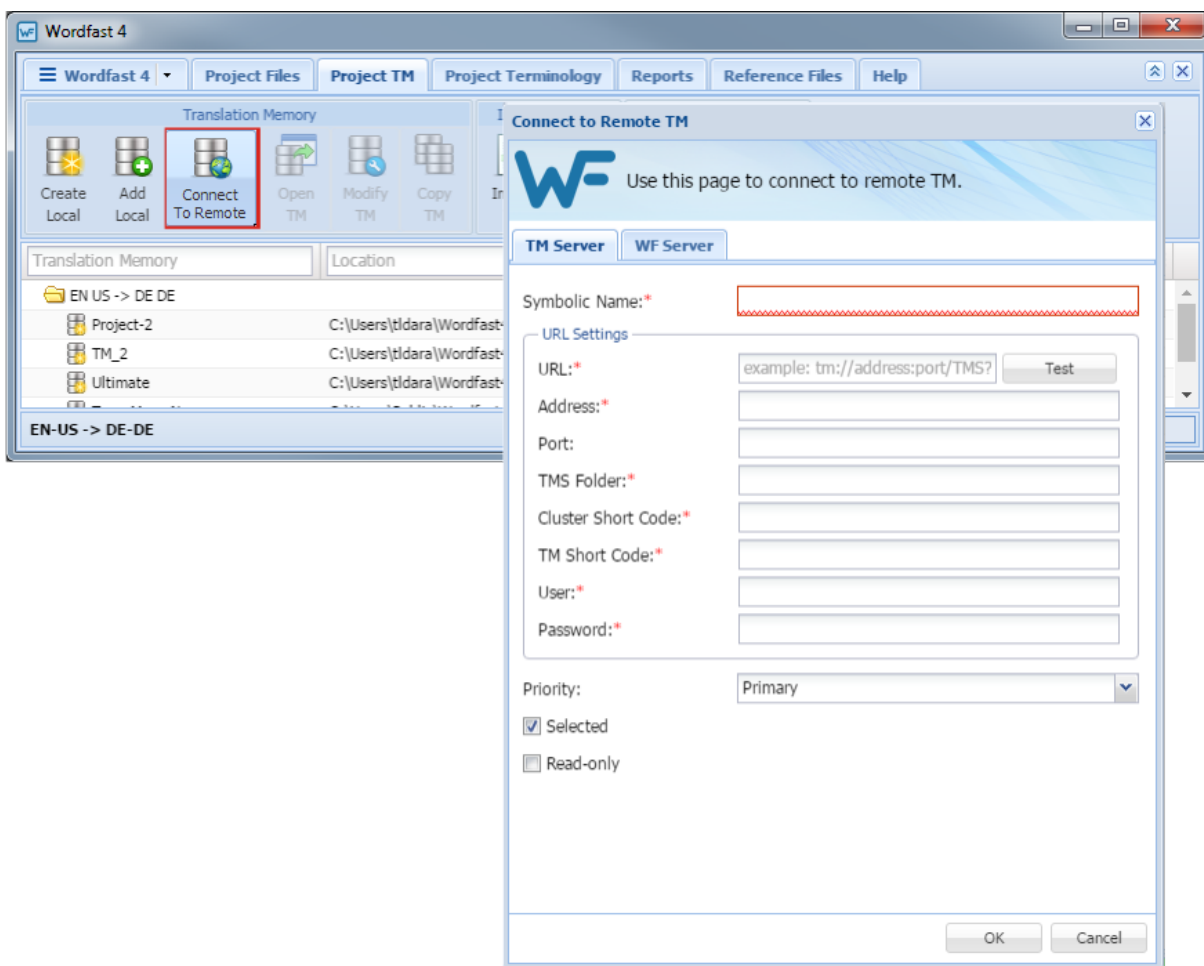 Wordfast 4
Wordfast 4 Project Files Project TM Project Terminology Reports Reference Files Help
Translation Memory
Create Local
Add Local
Connect To Remote
Open TM
Modify TM
Copy TM
Translation Memory Location
EN US -> DE DE
Project-2 C:\Users\tldara\Wordfast-
TM_2 C:\Users\tldara\Wordfast-
Ultimate C:\Users\tldara\Wordfast-
EN-US -> DE-DE
Connect to Remote TM
WF Use this page to connect to remote TM.
TM Server WF Server
Symbolic Name:*
URL Settings
URL:* example: tm://address:port/TMS? Test
Address:*
Port:
TMS Folder:*
Cluster Short Code:*
TM Short Code:*
User:*
Password:*
Priority: Primary
Selected
Read-only
OK Cancel